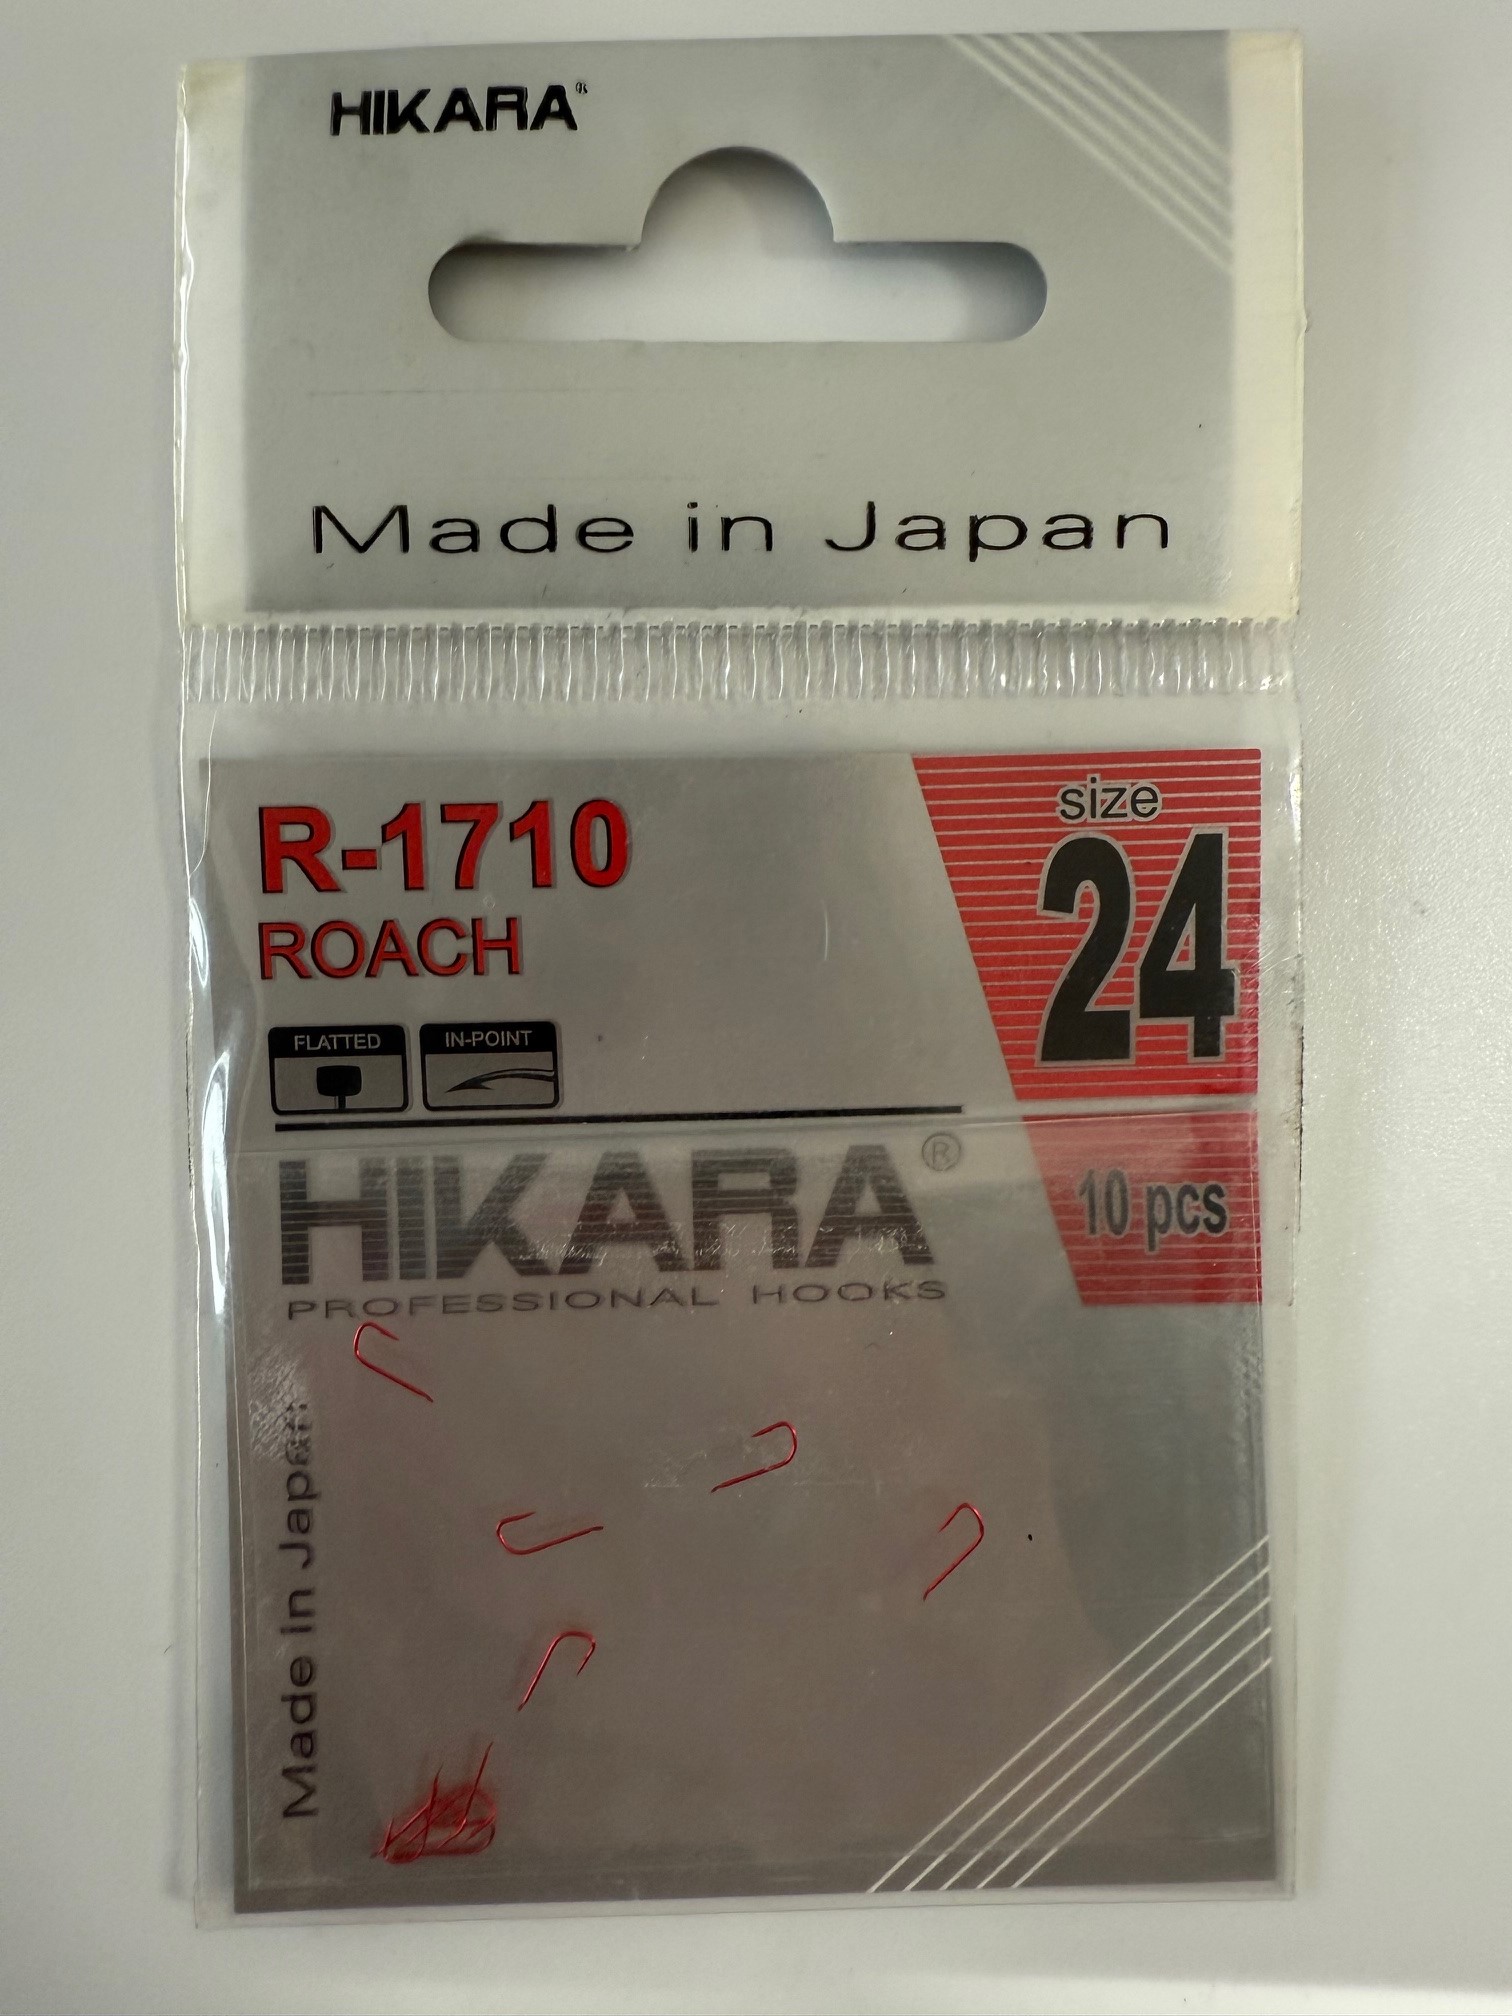 HIKARA®
Made in Japan
R-1710
ROACH
size
24
FLATTED
IN-POINT
HIKARA®
10 pcs
PROFESSIONAL HOOKS
Made in Japan